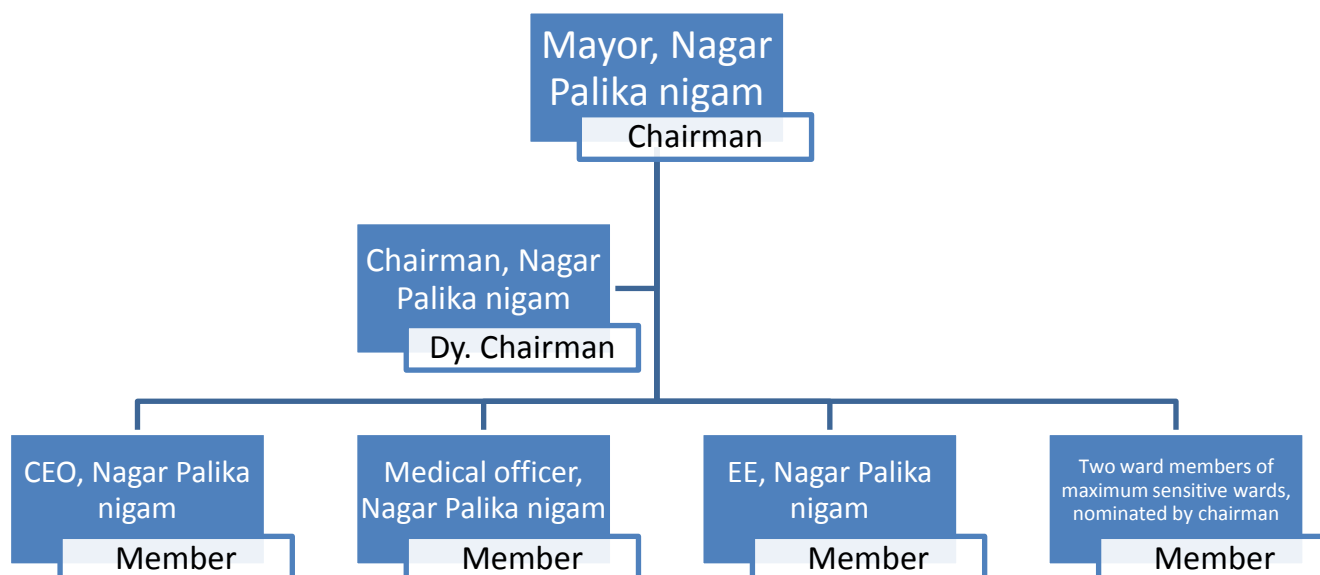 Mayor, Nagar
Palika nigam
Chairman
Chairman, Nagar
Palika nigam
Dy. Chairman
CEO, Nagar Palika
nigam
Member
Medical officer,
Nagar Palika nigam
Member
EE, Nagar Palika
nigam
Member
Two ward members of
maximum sensitive wards,
nominated by chairman
Member